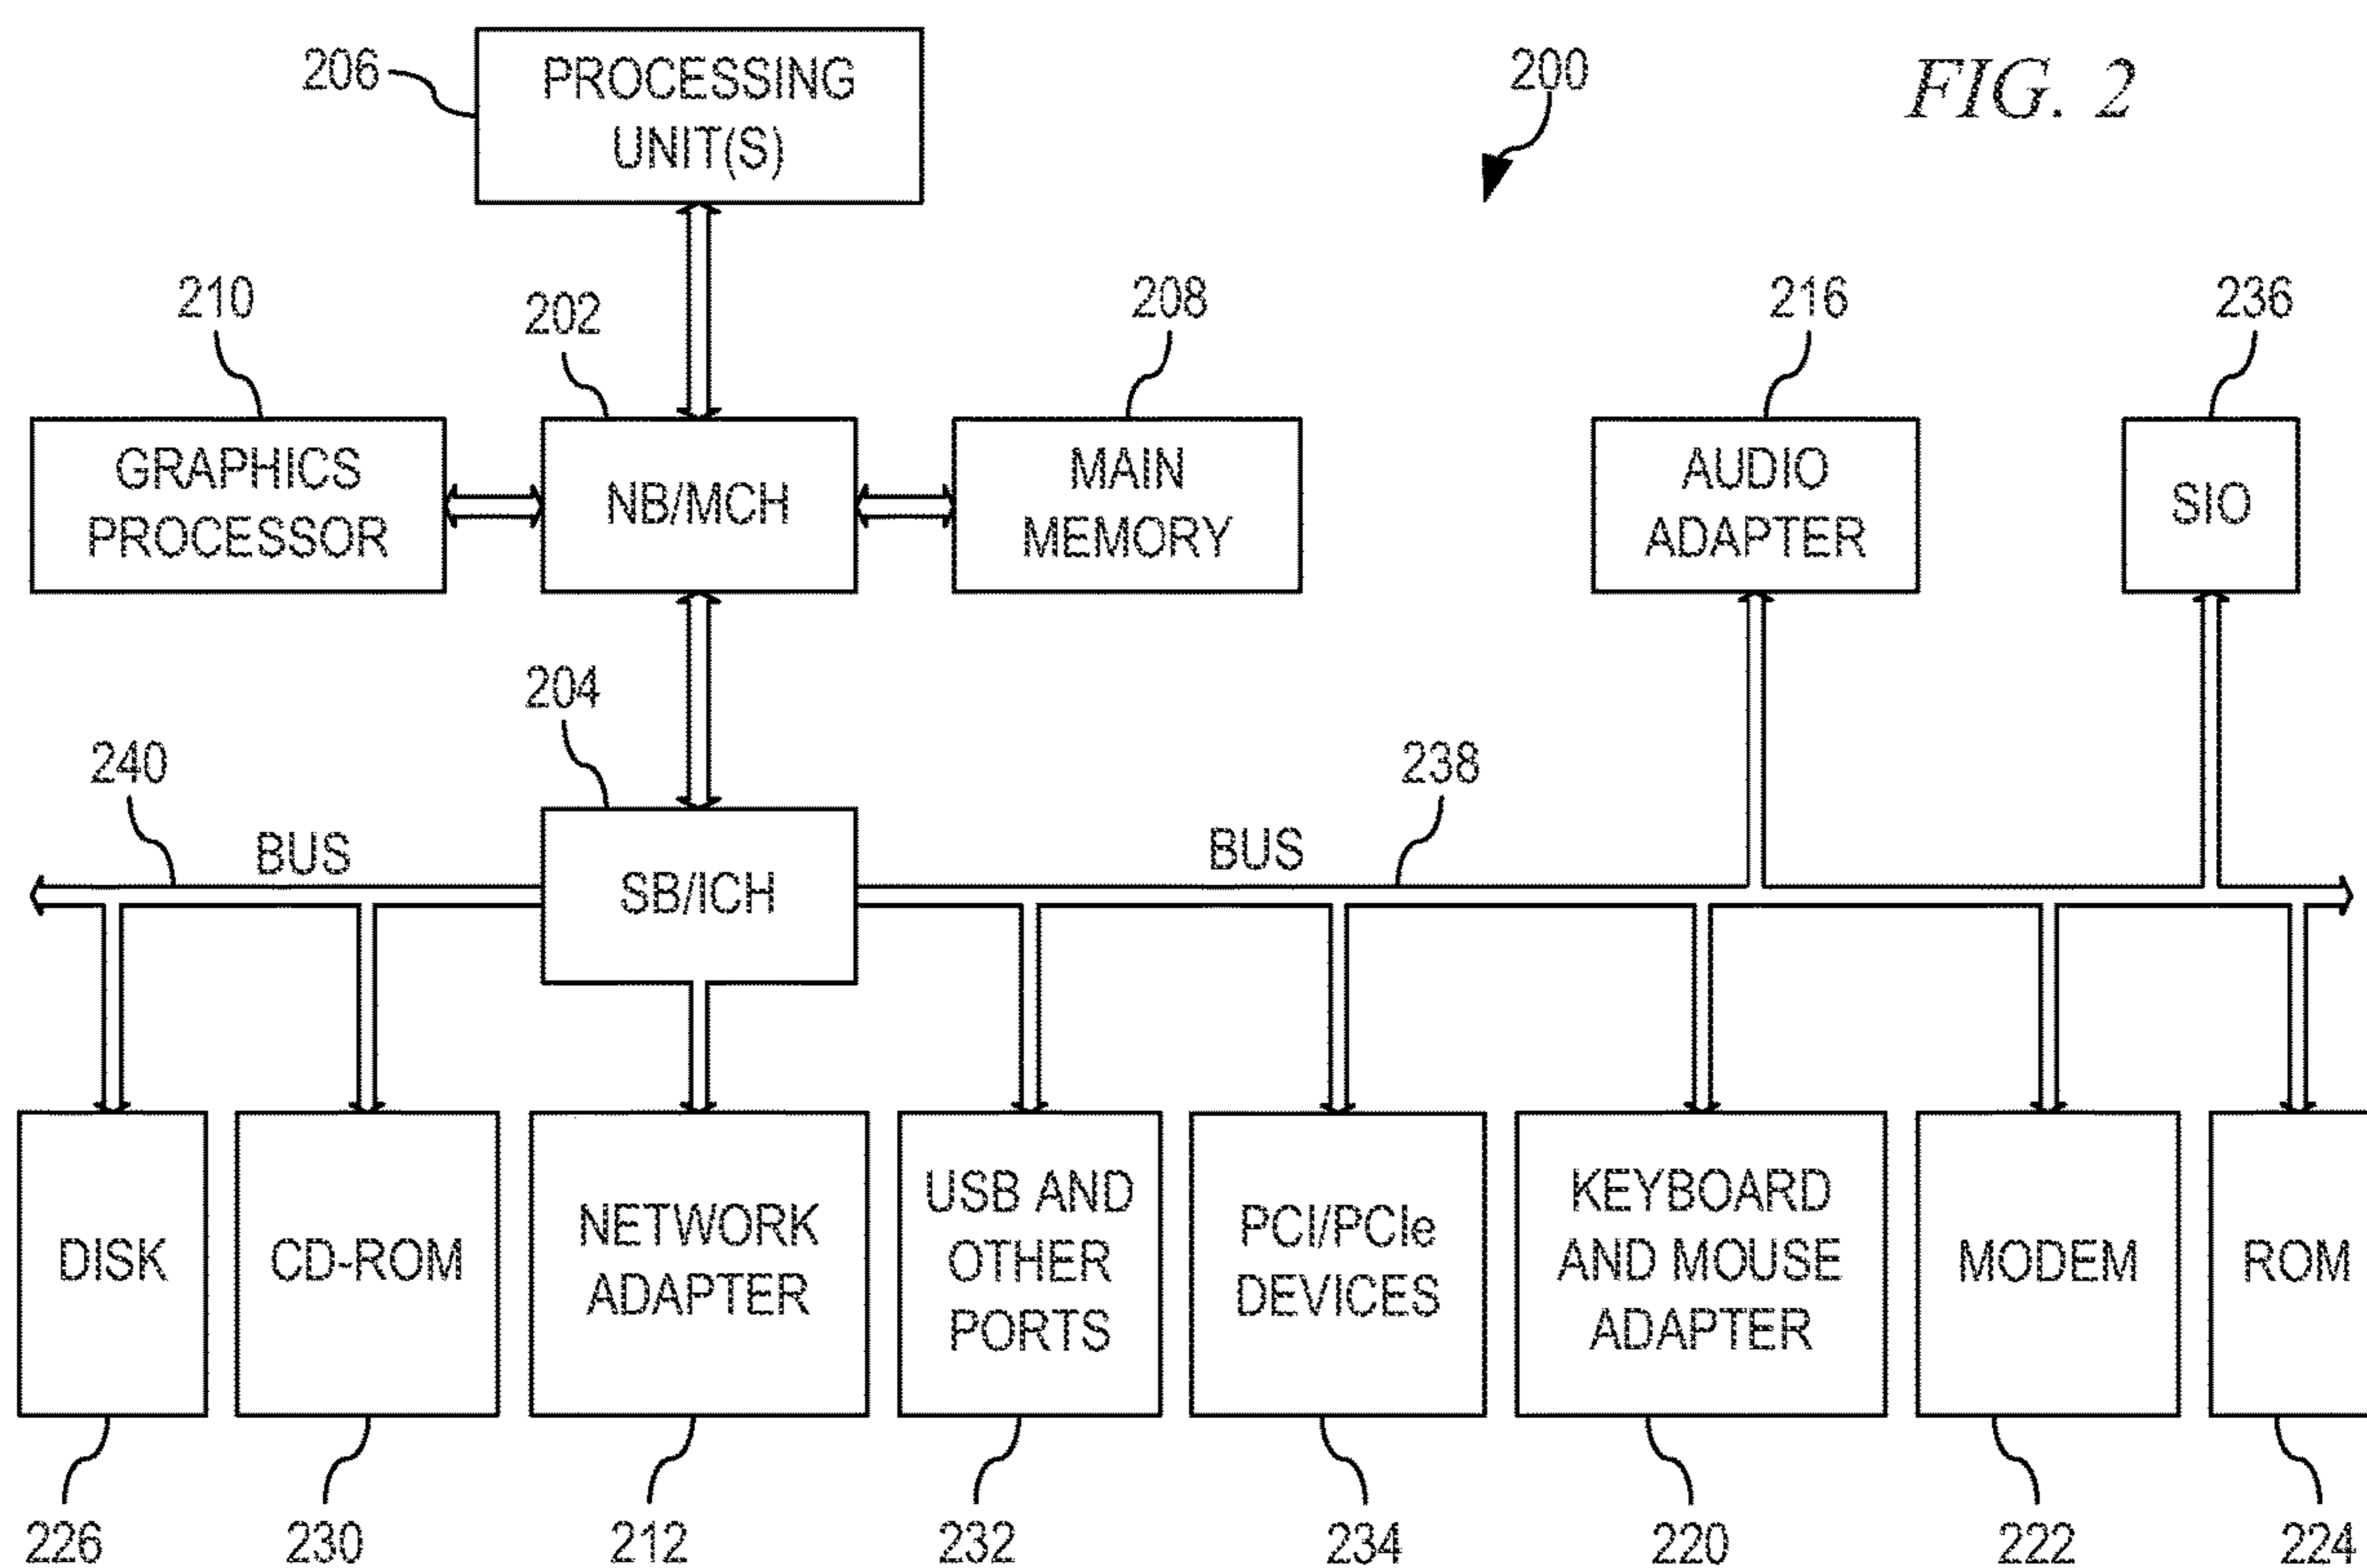 FIG. 2
200
206
PROCESSING
UNIT(S)
210
202
208
216
236
GRAPHICS
PROCESSOR
NB/MCH
MAIN
MEMORY
AUDIO
ADAPTER
SIO
204
240
238
BUS
SB/ICH
BUS
DISK
CD-ROM
NETWORK
ADAPTER
USB AND
OTHER
PORTS
PCI/PCIe
DEVICES
KEYBOARD
AND MOUSE
ADAPTER
MODEM
ROM
226
230
212
232
234
220
222
224